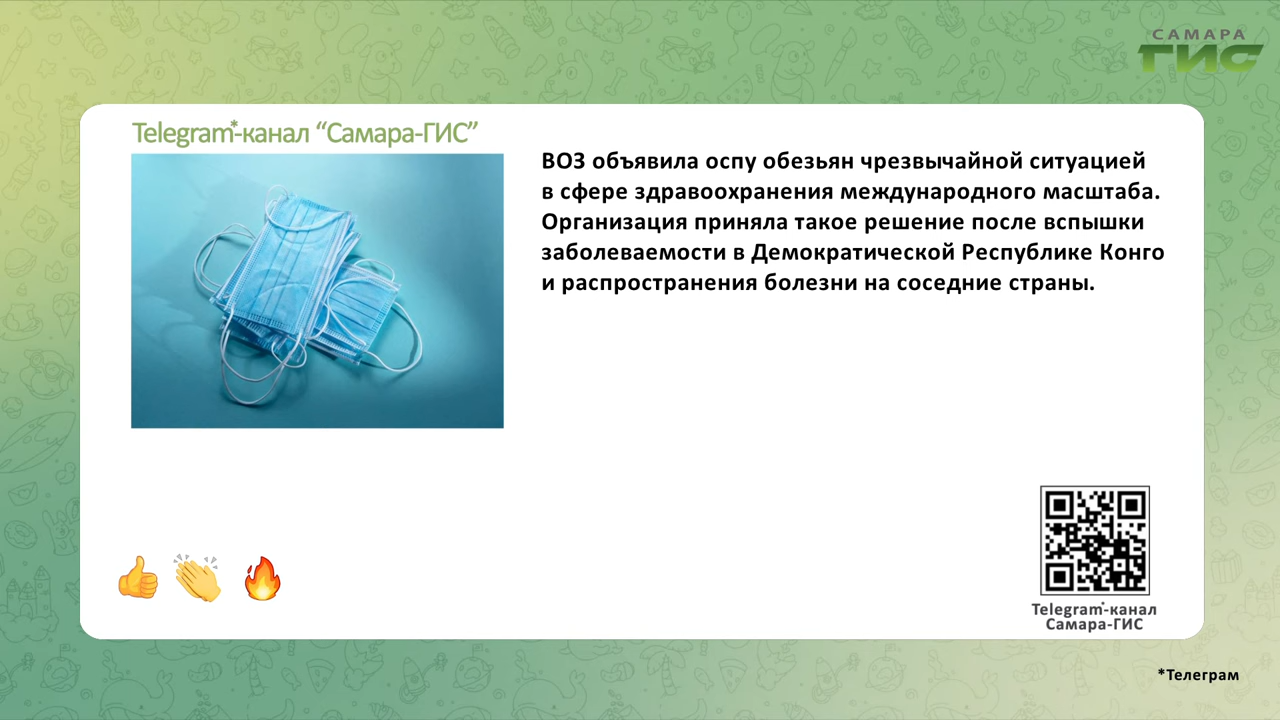 САМАРА
ГИС
Telegram*-канал “Самара-ГИС”
ВОЗ объявила оспу обезьян чрезвычайной ситуацией
в сфере здравоохранения международного масштаба.
Организация приняла такое решение после вспышки
заболеваемости в Демократической Республике Конго
и распространения болезни на соседние страны.
Telegram*-канал
Самара-ГИС
*Телеграм